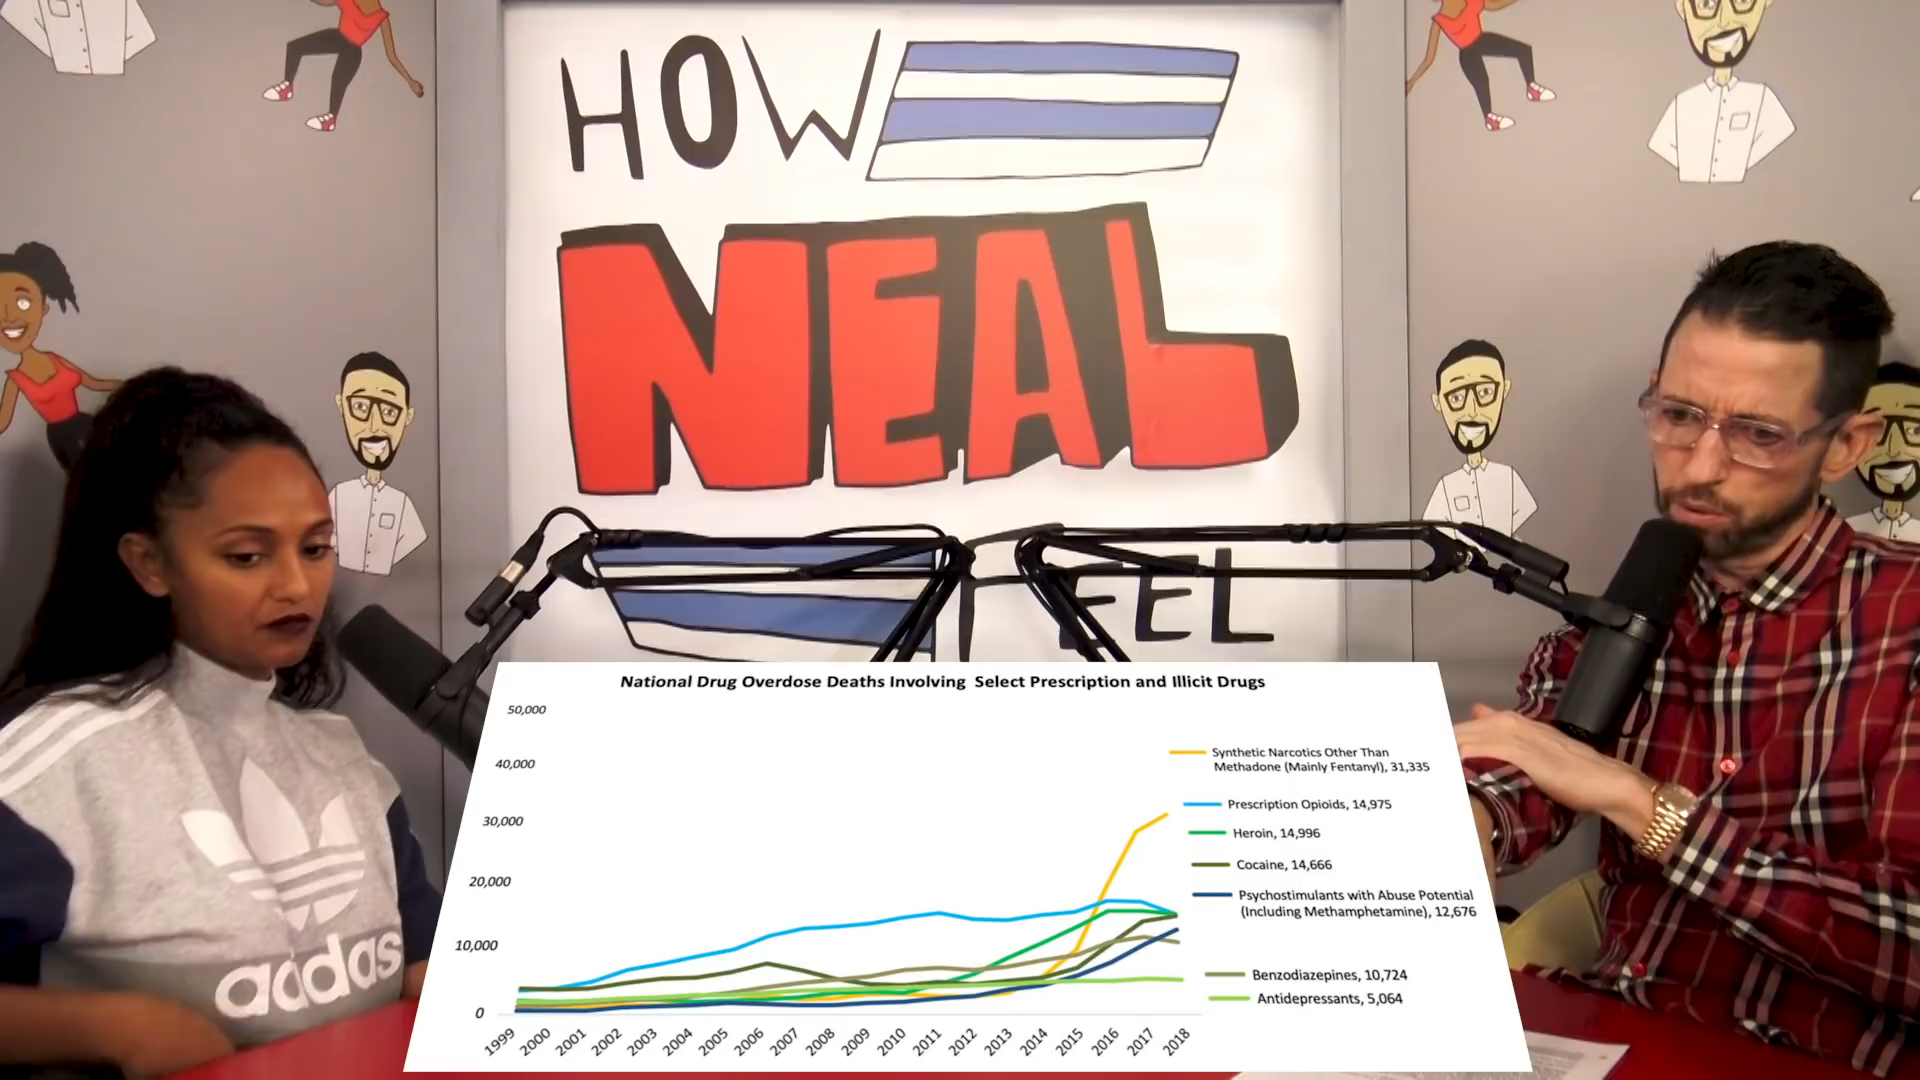 HOW
NEAL
FEEL
adidas
National Drug Overdose Deaths Involving Select Prescription and Illicit Drugs
50,000
40,000
30,000
20,000
10,000
0
Synthetic Narcotics Other Than
Methadone (Mainly Fentanyl), 31,335
Prescription Opioids, 14,975
Heroin, 14,996
Cocaine, 14,666
Psychostimulants with Abuse Potential
(Including Methamphetamine), 12,676
Benzodiazepines, 10,724
Antidepressants, 5,064
1999 2000 2001 2002 2003 2004 2005 2006 2007 2008 2009 2010 2011 2012 2013 2014 2015 2016 2017 2018